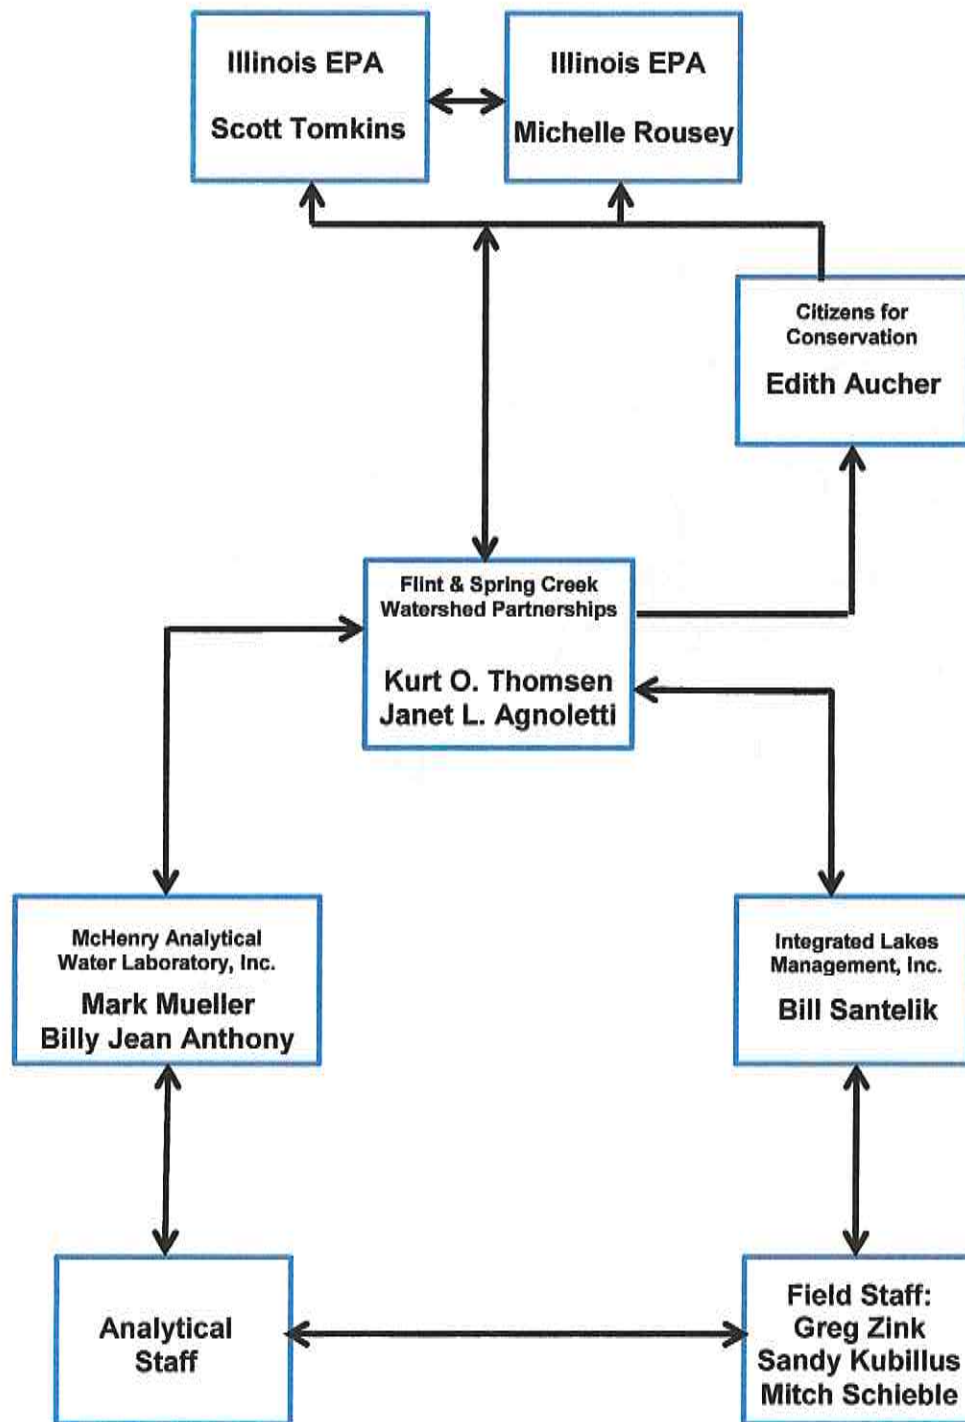 Illinois EPA
Scott Tomkins
Illinois EPA
Michelle Rousey
Citizens for
Conservation
Edith Aucher
Flint & Spring Creek
Watershed Partnerships
Kurt O. Thomsen
Janet L. Agnoletti
McHenry Analytical
Water Laboratory, Inc.
Mark Mueller
Billy Jean Anthony
Integrated Lakes
Management, Inc.
Bill Santelik
Analytical
Staff
Field Staff:
Greg Zink
Sandy Kubillus
Mitch Schieble